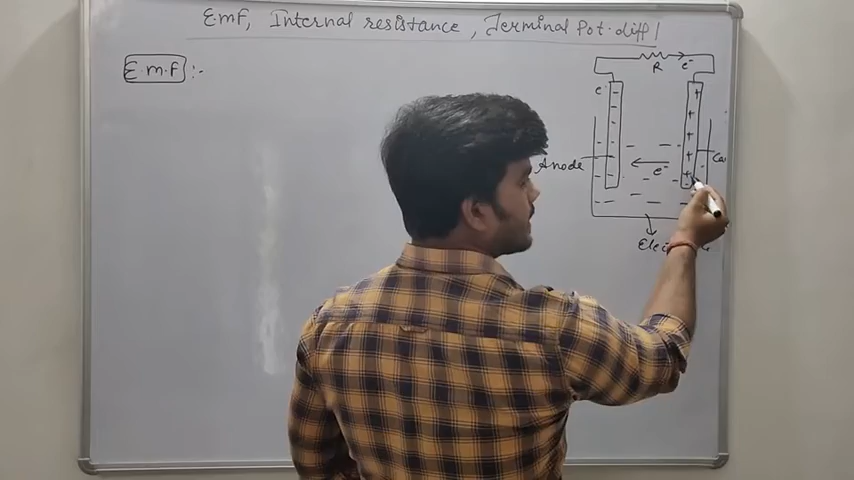 Emf, Internal resistance, Terminal Pot. diff |
E.m.F :-
R e⁻
e⁻
Anode
e⁻